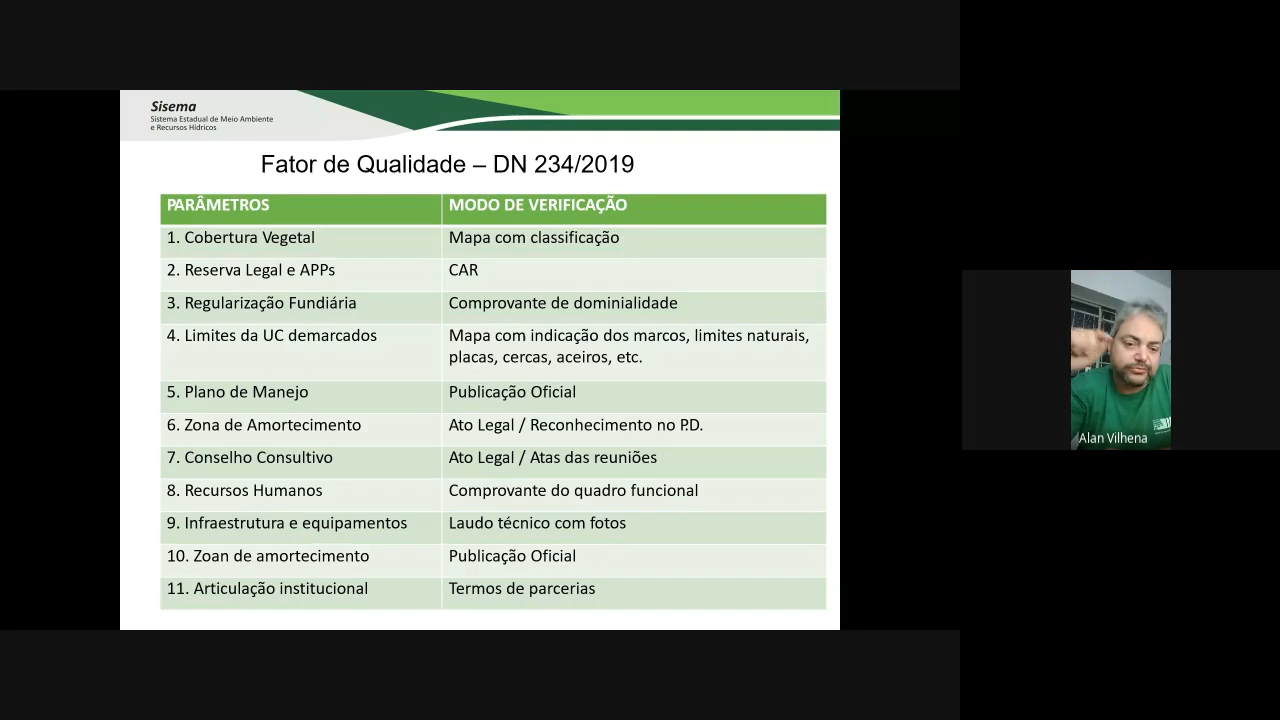 Sisema
Sistema Estadual de Meio Ambiente
e Recursos Hídricos
Fator de Qualidade – DN 234/2019
PARÂMETROS MODO DE VERIFICAÇÃO
1. Cobertura Vegetal Mapa com classificação
2. Reserva Legal e APPs CAR
3. Regularização Fundiária Comprovante de dominialidade
4. Limites da UC demarcados Mapa com indicação dos marcos, limites naturais,
placas, cercas, aceiros, etc.
5. Plano de Manejo Publicação Oficial
6. Zona de Amortecimento Ato Legal / Reconhecimento no P.D.
7. Conselho Consultivo Ato Legal / Atas das reuniões
8. Recursos Humanos Comprovante do quadro funcional
9. Infraestrutura e equipamentos Laudo técnico com fotos
10. Zoan de amortecimento Publicação Oficial
11. Articulação institucional Termos de parcerias
Alan Vilhena